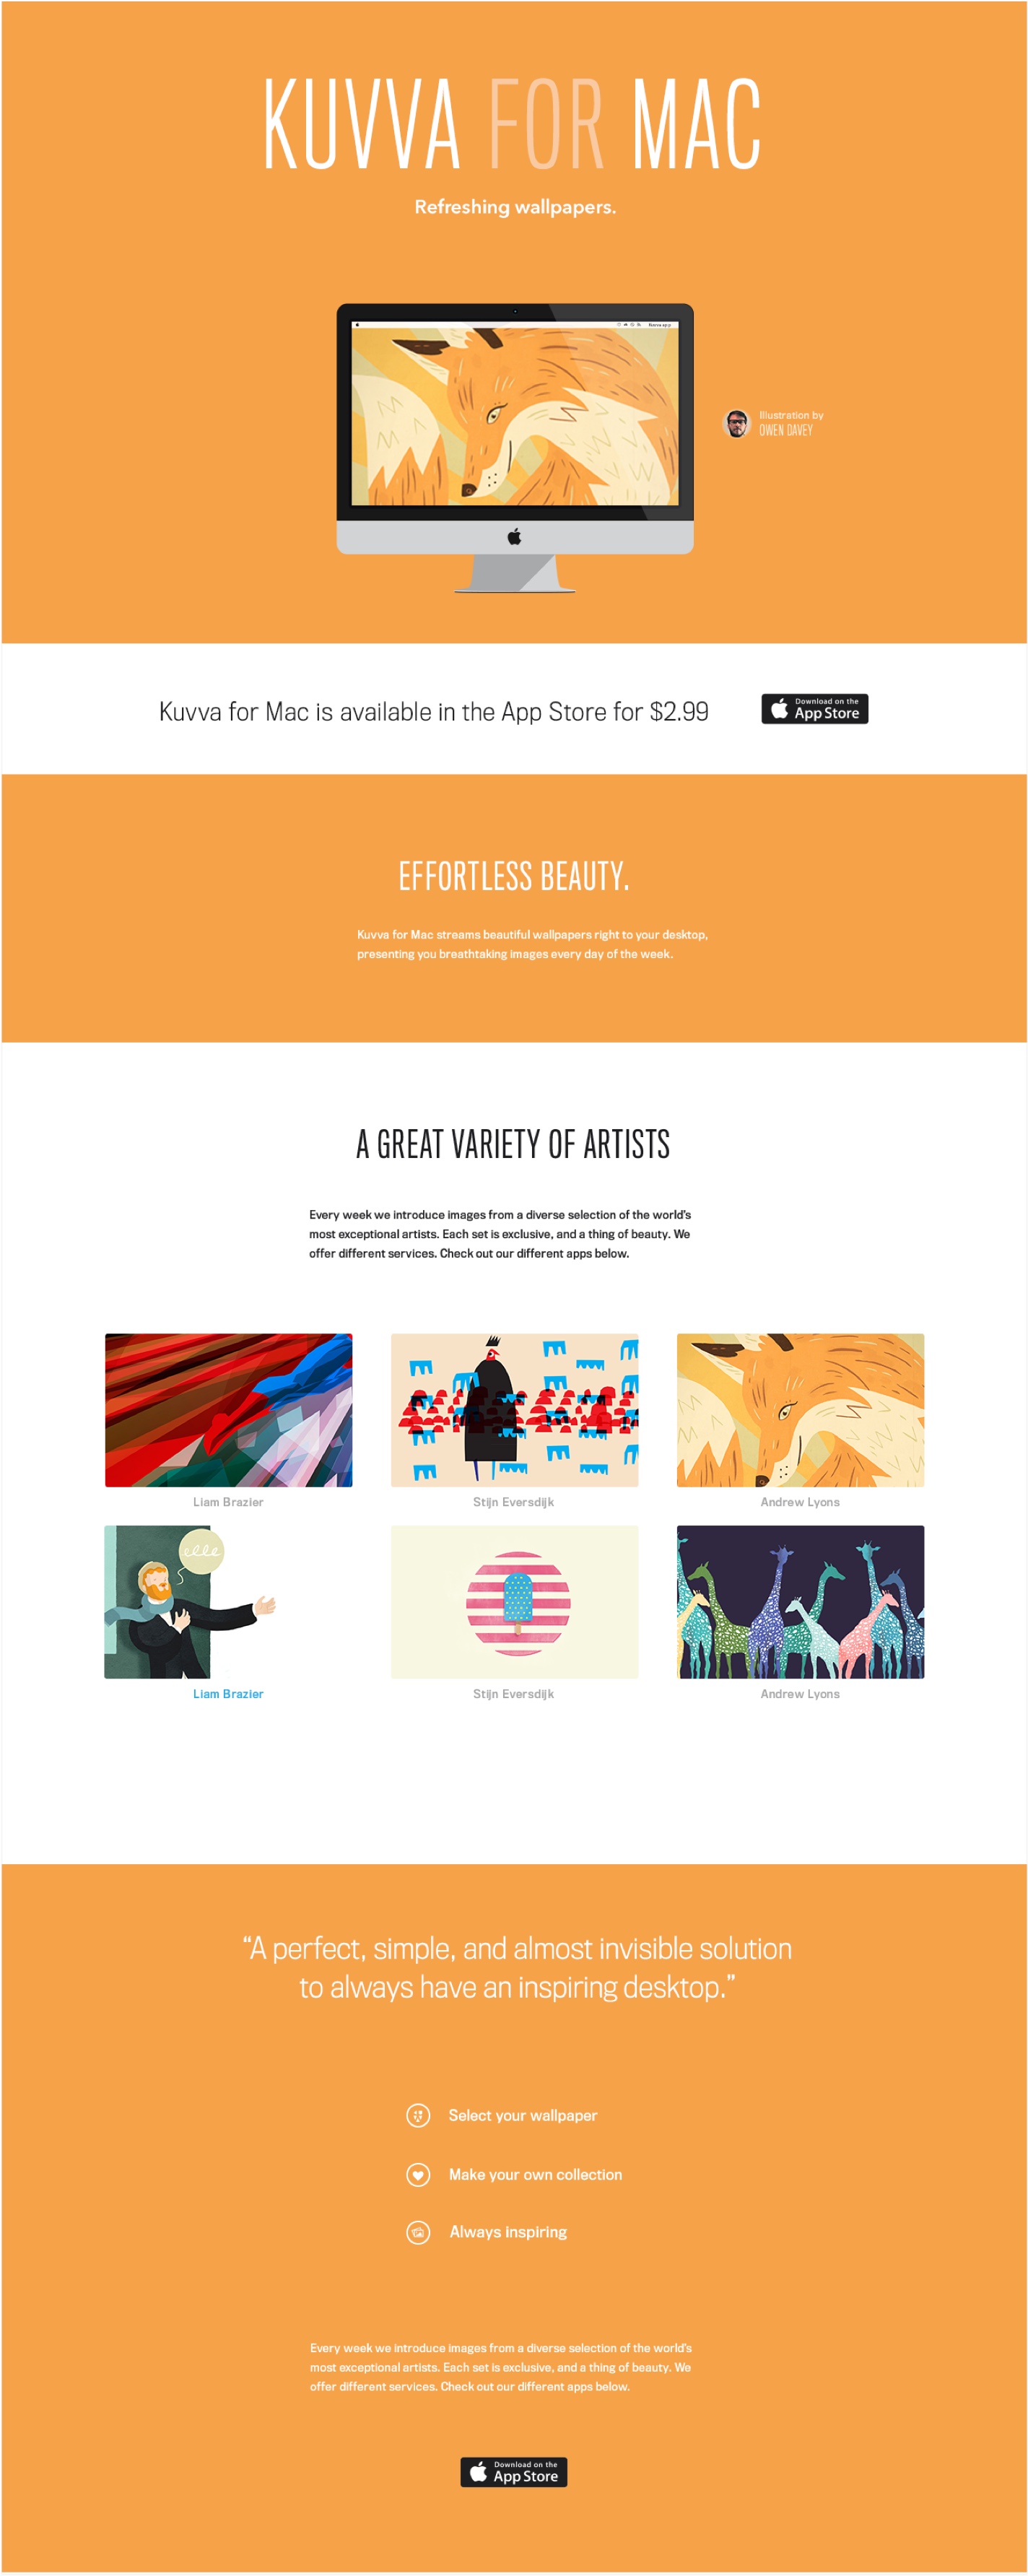 KUVVA FOR MAC
Refreshing wallpapers.
Kuvva app
Illustration by
OWEN DAVEY
Kuvva for Mac is available in the App Store for $2.99
Download on the
App Store
EFFORTLESS BEAUTY.
Kuvva for Mac streams beautiful wallpapers right to your desktop,
presenting you breathtaking images every day of the week.
A GREAT VARIETY OF ARTISTS
Every week we introduce images from a diverse selection of the world's
most exceptional artists. Each set is exclusive, and a thing of beauty. We
offer different services. Check out our different apps below.
Liam Brazier
Stijn Eversdijk
Andrew Lyons
elle
Liam Brazier
Stijn Eversdijk
Andrew Lyons
“A perfect, simple, and almost invisible solution
to always have an inspiring desktop.”
Select your wallpaper
Make your own collection
Always inspiring
Every week we introduce images from a diverse selection of the world's
most exceptional artists. Each set is exclusive, and a thing of beauty. We
offer different services. Check out our different apps below.
Download on the
App Store